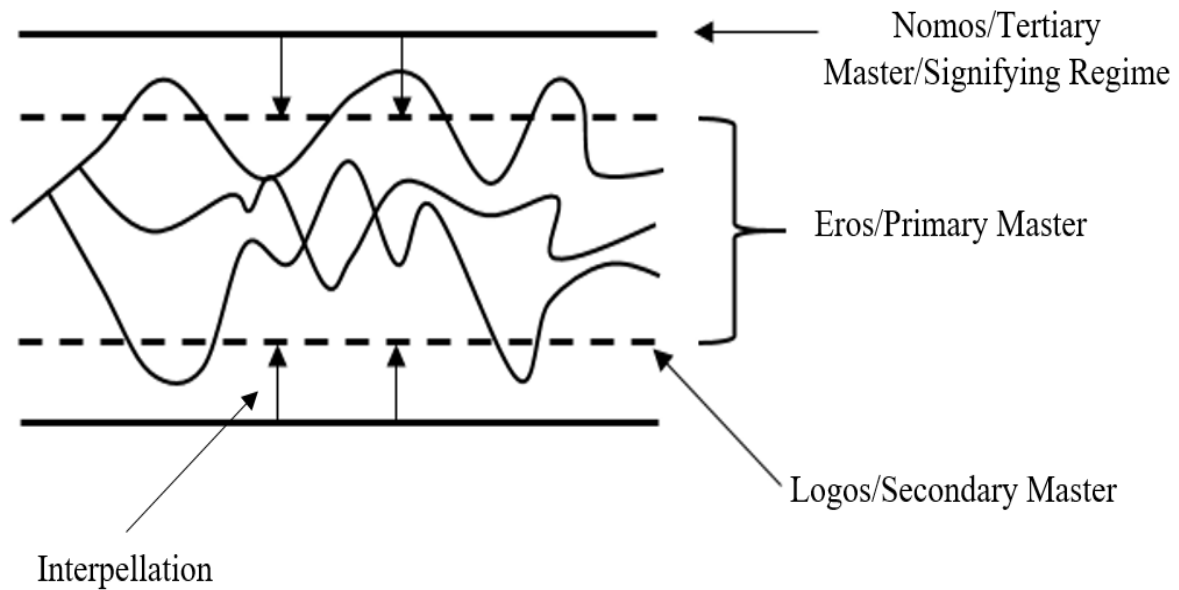 Nomos/Tertiary
Master/Signifying Regime
Eros/Primary Master
Logos/Secondary Master
Interpellation